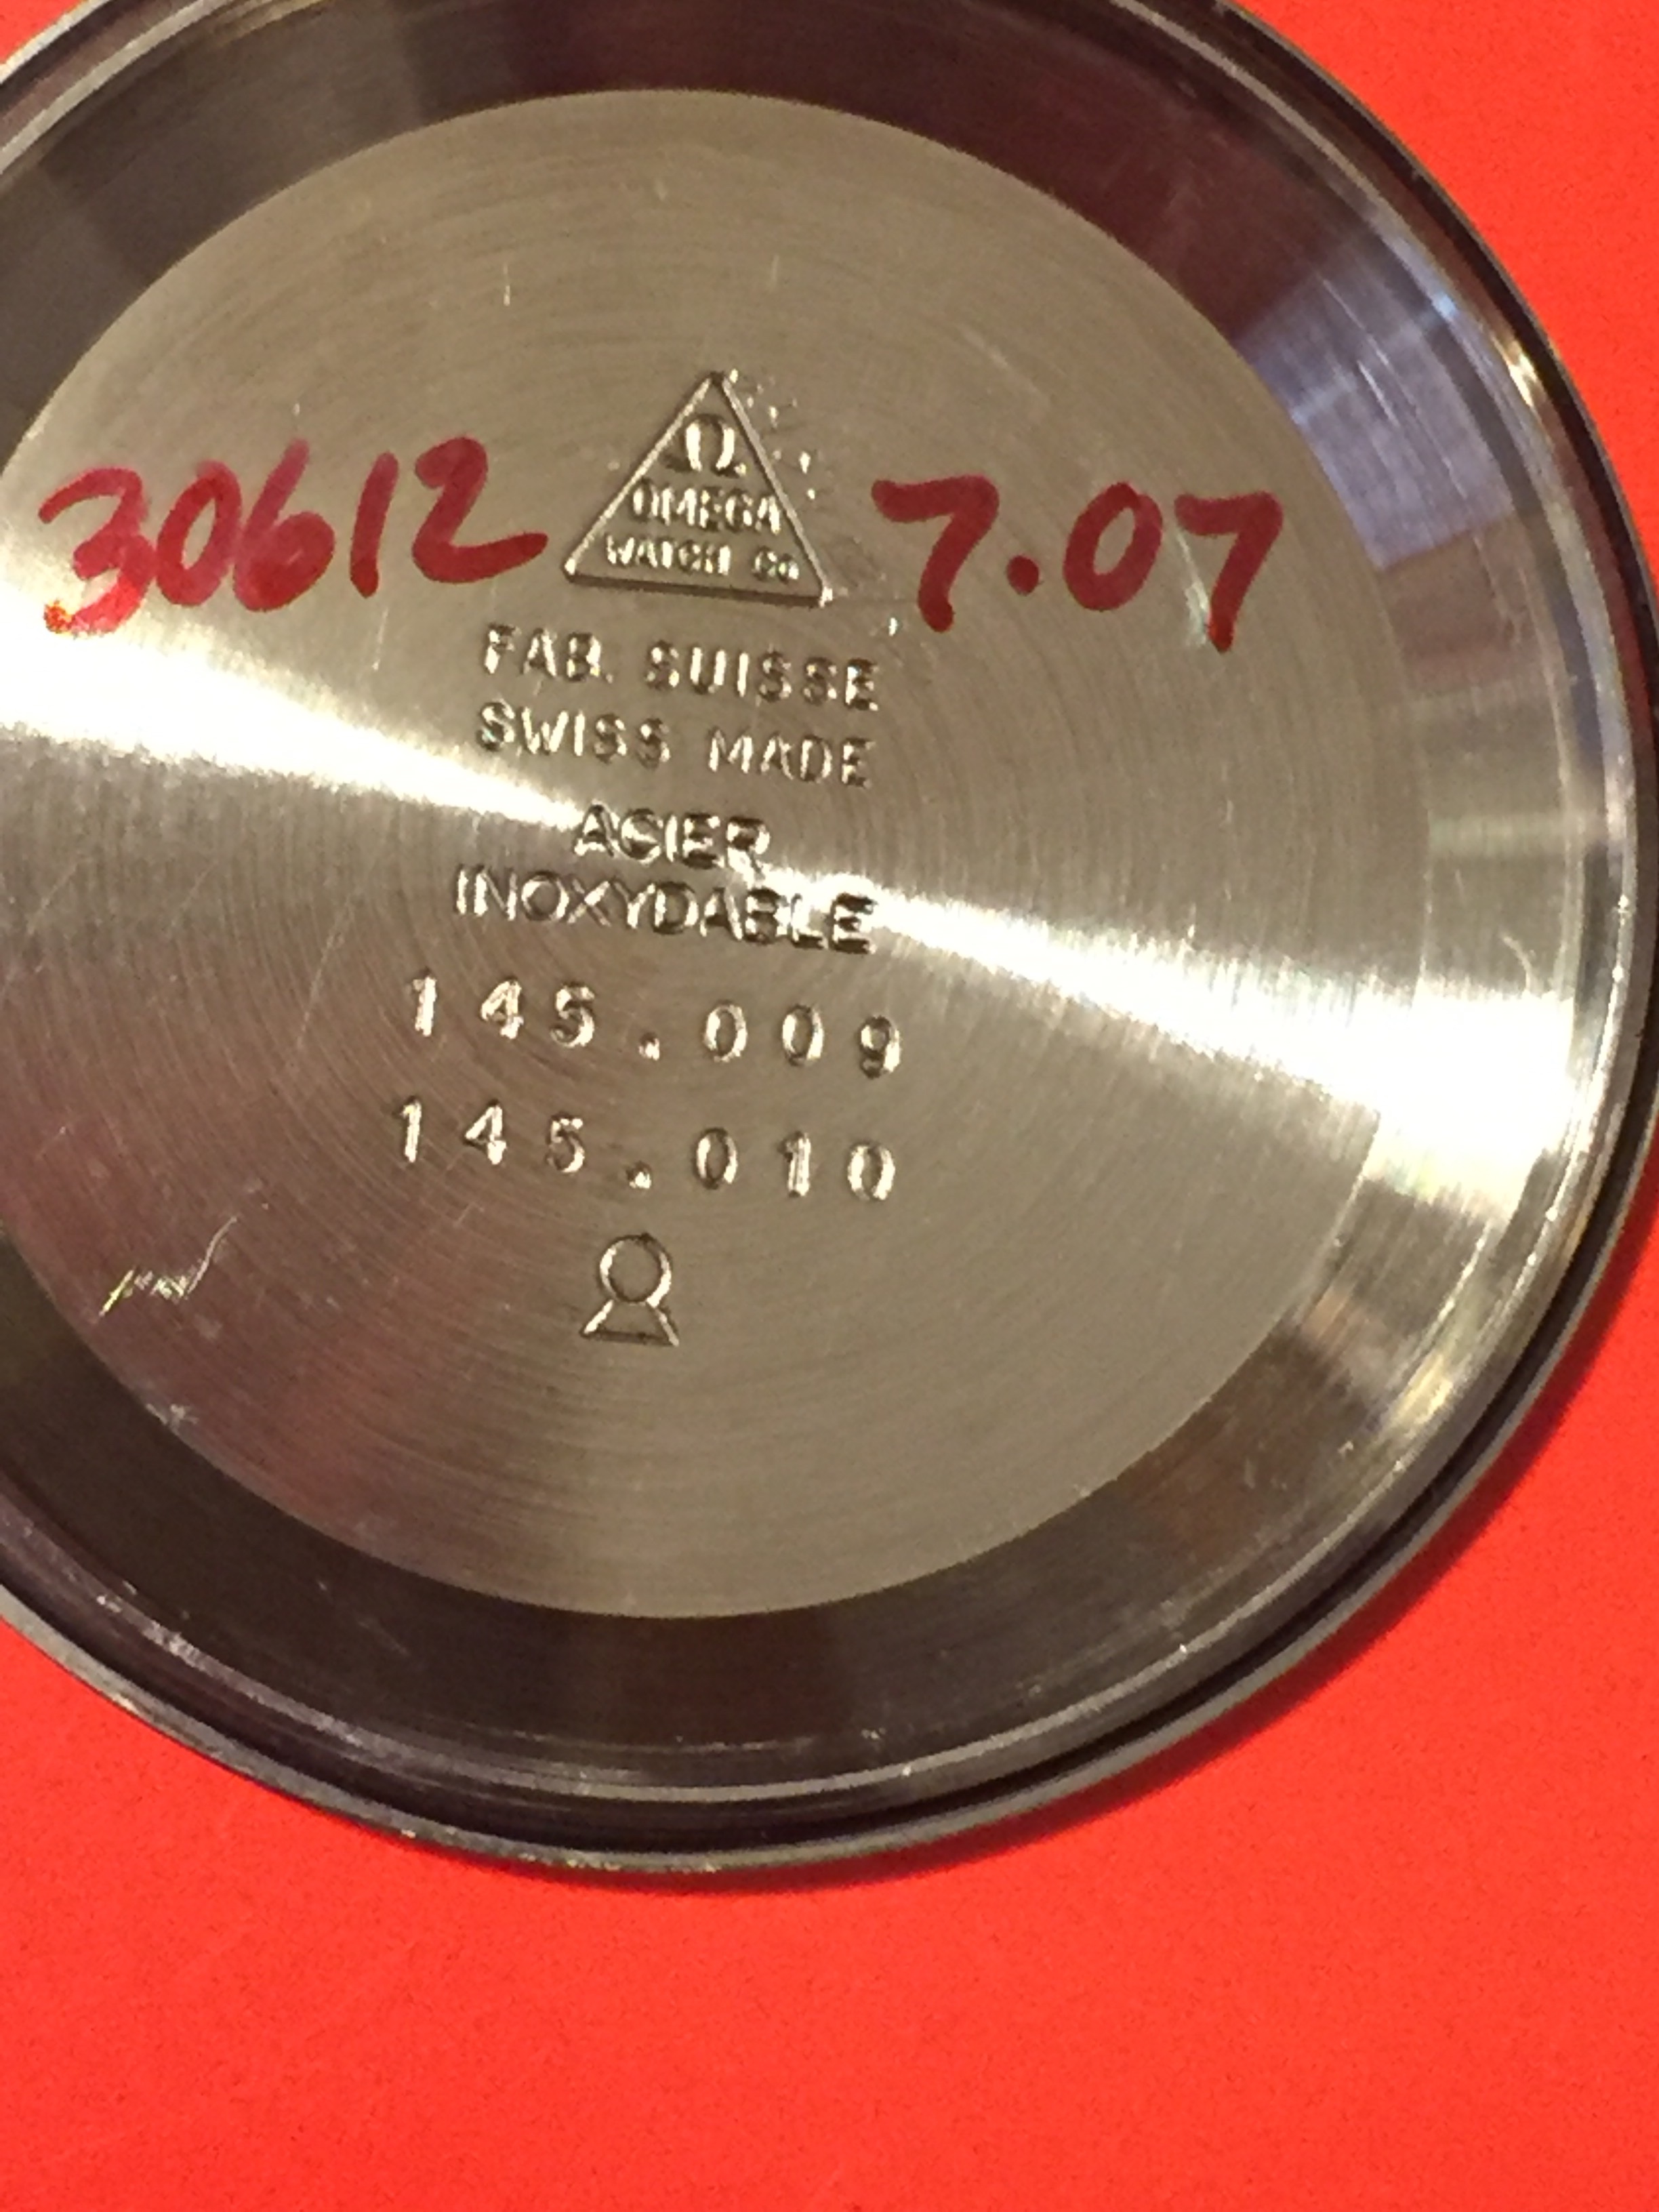 Ω
OMEGA
WATCH Co
30612 7.07
FAB. SUISSE
SWISS MADE
ACIER
INOXYDABLE
145.009
145.010